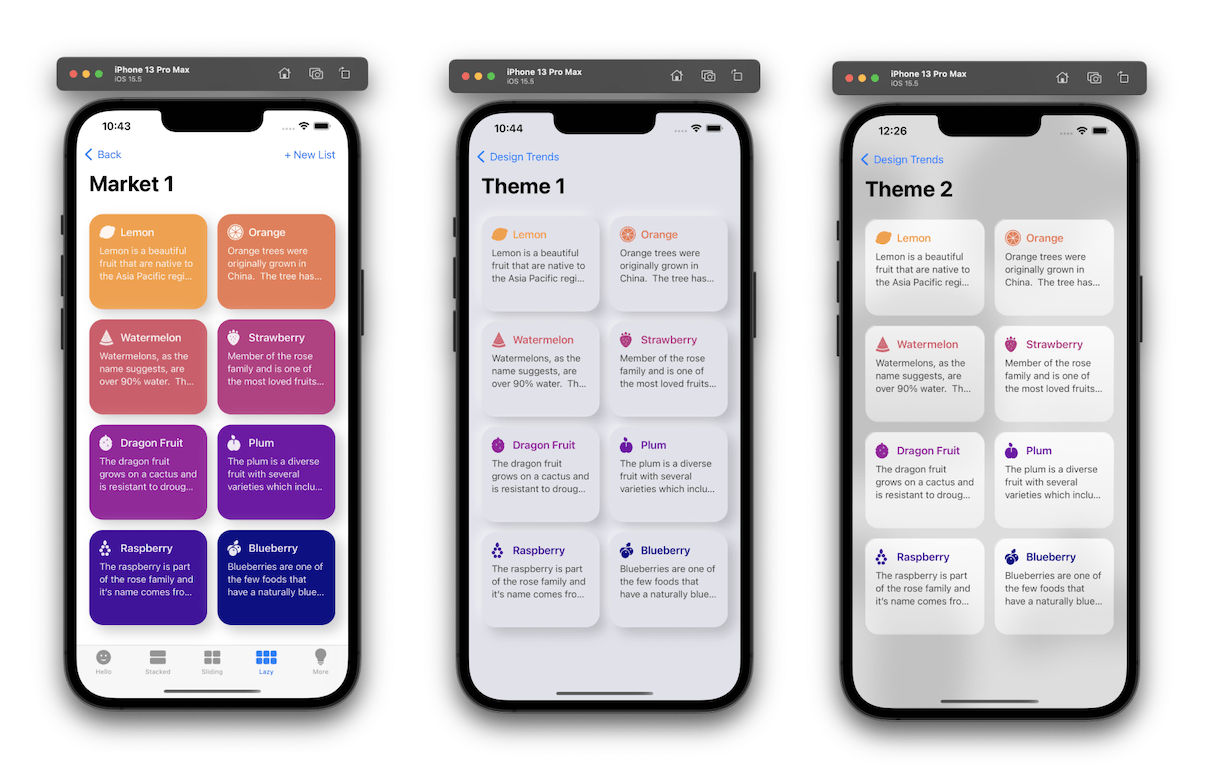 iPhone 13 Pro Max
iOS 15.5
10:43
Back
+ New List
Market 1
Lemon
Lemon is a beautiful
fruit that are native to
the Asia Pacific regi...
Orange
Orange trees were
originally grown in
China. The tree has...
Watermelon
Watermelons, as the
name suggests, are
over 90% water. Th...
Strawberry
Member of the rose
family and is one of
the most loved fruits...
Dragon Fruit
The dragon fruit
grows on a cactus and
is resistant to droug...
Plum
The plum is a diverse
fruit with several
varieties which inclu...
Raspberry
The raspberry is part
of the rose family and
it's name comes fro...
Blueberry
Blueberries are one of
the few foods that
have a naturally blue...
Hello
Stacked
Sliding
Lazy
More
iPhone 13 Pro Max
iOS 15.5
10:44
Design Trends
Theme 1
Lemon
Lemon is a beautiful
fruit that are native to
the Asia Pacific regi...
Orange
Orange trees were
originally grown in
China. The tree has...
Watermelon
Watermelons, as the
name suggests, are
over 90% water. Th...
Strawberry
Member of the rose
family and is one of
the most loved fruits...
Dragon Fruit
The dragon fruit
grows on a cactus and
is resistant to droug...
Plum
The plum is a diverse
fruit with several
varieties which inclu...
Raspberry
The raspberry is part
of the rose family and
it's name comes fro...
Blueberry
Blueberries are one of
the few foods that
have a naturally blue...
iPhone 13 Pro Max
iOS 15.5
12:26
Design Trends
Theme 2
Lemon
Lemon is a beautiful
fruit that are native to
the Asia Pacific regi...
Orange
Orange trees were
originally grown in
China. The tree has...
Watermelon
Watermelons, as the
name suggests, are
over 90% water. Th...
Strawberry
Member of the rose
family and is one of
the most loved fruits...
Dragon Fruit
The dragon fruit
grows on a cactus and
is resistant to droug...
Plum
The plum is a diverse
fruit with several
varieties which inclu...
Raspberry
The raspberry is part
of the rose family and
it's name comes fro...
Blueberry
Blueberries are one of
the few foods that
have a naturally blue...